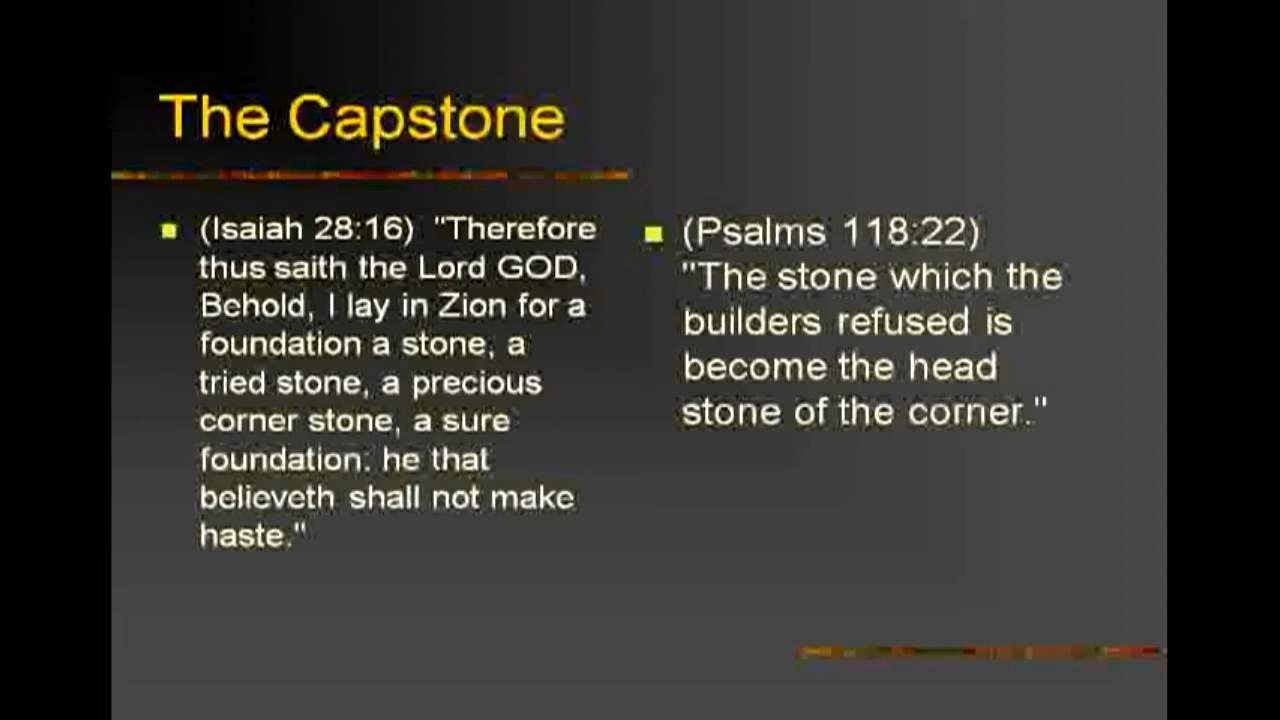 The Capstone
(Isaiah 28:16) "Therefore
thus saith the Lord GOD,
Behold, I lay in Zion for a
foundation a stone, a
tried stone, a precious
corner stone, a sure
foundation: he that
believeth shall not make
haste."
(Psalms 118:22)
"The stone which the
builders refused is
become the head
stone of the corner."